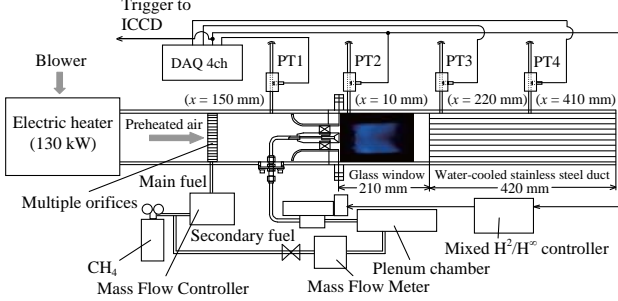 Trigger to
ICCD
DAQ 4ch
PT1
PT2
PT3
PT4
Blower
(x = 150 mm)
(x = 10 mm)
(x = 220 mm)
(x = 410 mm)
Electric heater
(130 kW)
Preheated air
Main fuel
Multiple orifices
Glass window
210 mm
Water-cooled stainless steel duct
420 mm
Secondary fuel
CH₄
Mass Flow Controller
Mass Flow Meter
Plenum chamber
Mixed H²/H^∞ controller